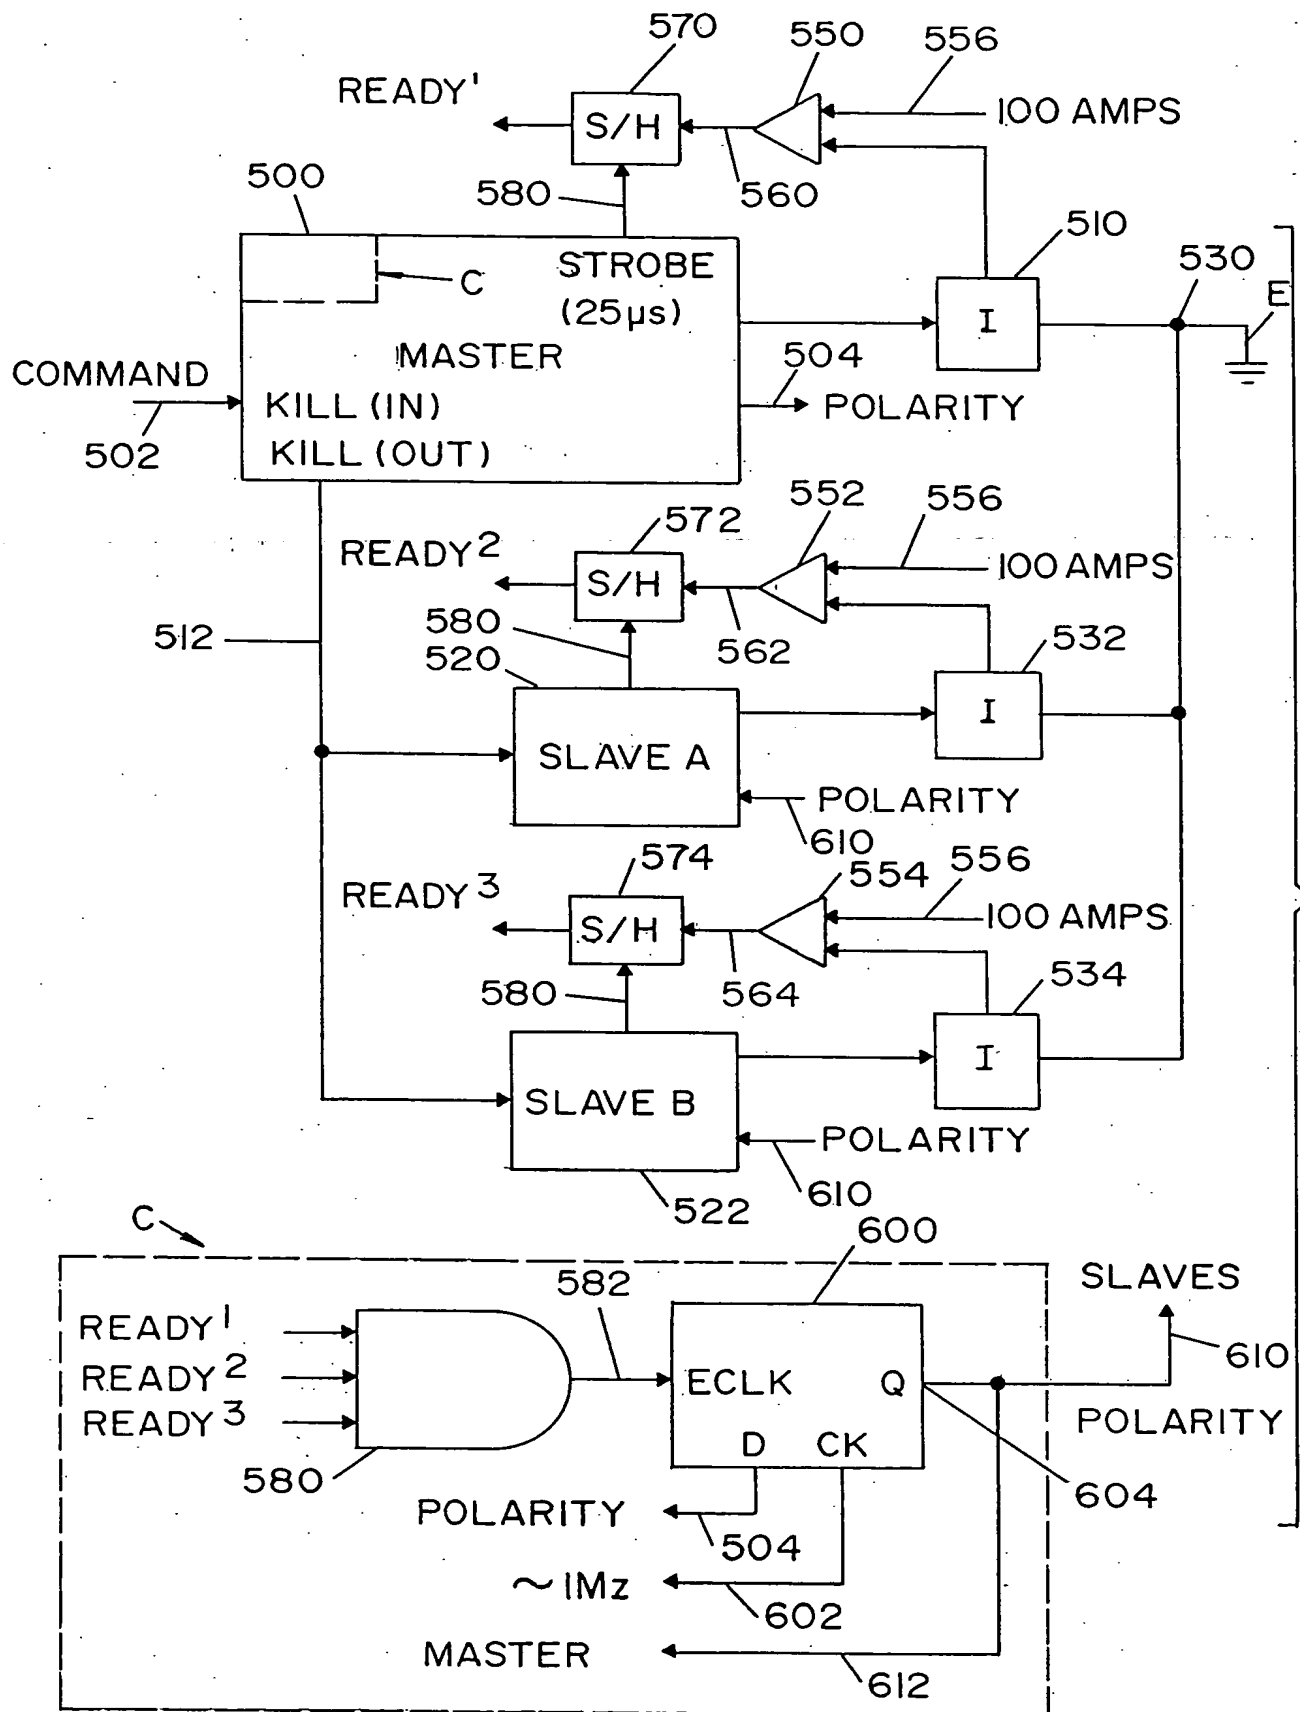 570
550
556
READY1
S/H
100 AMPS
500
580
560
510
530
STROBE
(25µs)
C
I
E
MASTER
504
COMMAND
KILL (IN)
POLARITY
502
KILL (OUT)
572
552
556
READY2
S/H
100 AMPS
512
580
562
532
520
I
SLAVE A
POLARITY
610
574
554
556
READY3
S/H
100 AMPS
580
564
534
I
SLAVE B
POLARITY
522
610
C
600
582
SLAVES
READY1
READY2
READY3
ECLK
Q
610
D
CK
POLARITY
580
604
POLARITY
504
~1Mz
602
MASTER
612